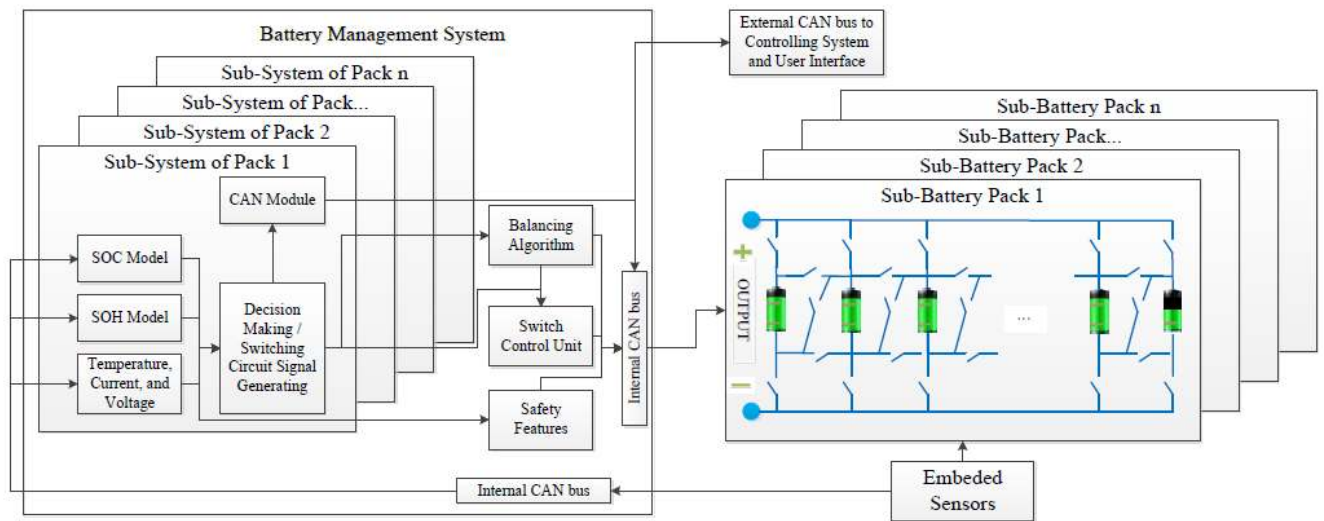 Battery Management System
Sub-System of Pack n
Sub-System of Pack...
Sub-System of Pack 2
Sub-System of Pack 1
CAN Module
SOC Model
SOH Model
Temperature,
Current, and
Voltage
Decision
Making /
Switching
Circuit Signal
Generating
Balancing
Algorithm
Switch
Control Unit
Safety
Features
Internal CAN bus
Internal CAN bus
External CAN bus to
Controlling System
and User Interface
Sub-Battery Pack n
Sub-Battery Pack...
Sub-Battery Pack 2
Sub-Battery Pack 1
+
OUTPUT
−
...
Embeded
Sensors